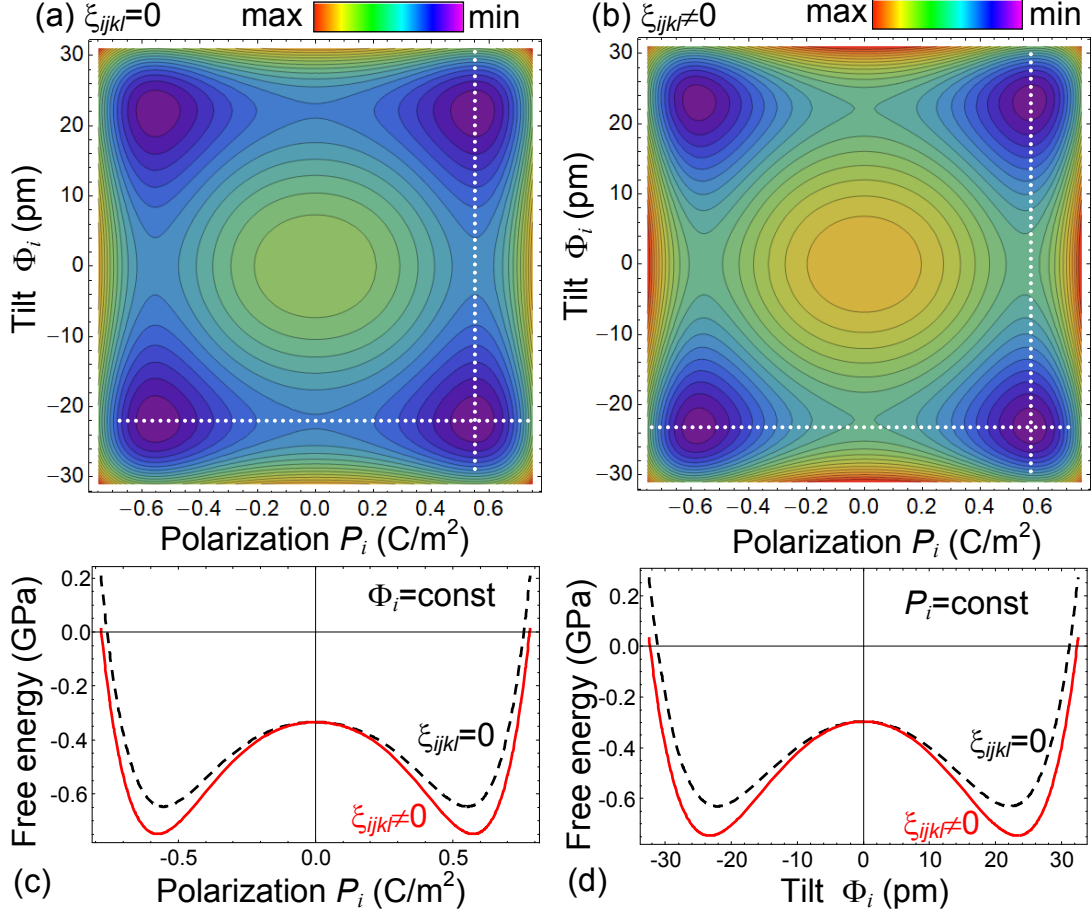 (a) ξijkl=0 max min
30
20
10
0
−10
−20
−30
Tilt Φi (pm)
−0.6 −0.4 −0.2 0.0 0.2 0.4 0.6
Polarization Pi (C/m²)
(b) ξijkl≠0 max min
30
20
10
0
−10
−20
−30
Tilt Φi (pm)
−0.6 −0.4 −0.2 0.0 0.2 0.4 0.6
Polarization Pi (C/m²)
Free energy (GPa)
0.2
0.0
-0.2
-0.4
-0.6
Φi=const
ξijkl=0
ξijkl≠0
-0.5 0.0 0.5
(c) Polarization Pi (C/m²)
Free energy (GPa)
0.2
0.0
-0.2
-0.4
-0.6
Pi=const
ξijkl=0
ξijkl≠0
-30 -20 -10 0 10 20 30
(d) Tilt Φi (pm)